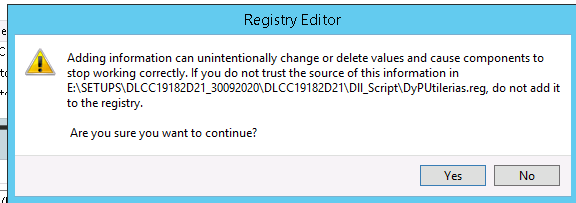 Registry Editor
Adding information can unintentionally change or delete values and cause components to
stop working correctly. If you do not trust the source of this information in
E:\SETUPS\DLCC19182D21_30092020\DLCC19182D21\Dll_Script\DyPUtilerias.reg, do not add it
to the registry.
Are you sure you want to continue?
Yes
No